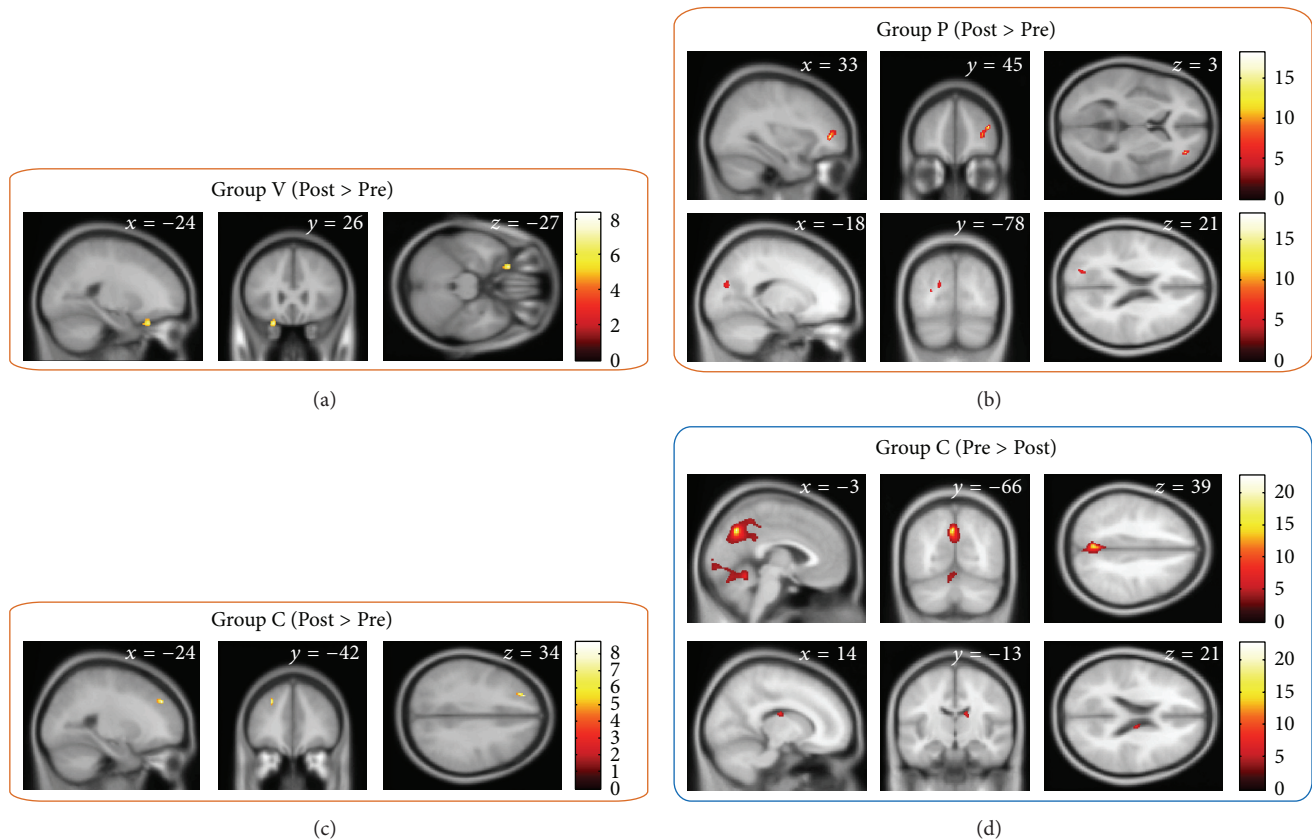 Group V (Post > Pre)
x = −24
y = 26
z = −27
8
6
4
2
0
(a)
Group P (Post > Pre)
x = 33
y = 45
z = 3
15
10
5
0
x = −18
y = −78
z = 21
15
10
5
0
(b)
Group C (Post > Pre)
x = −24
y = −42
z = 34
8
7
6
5
4
3
2
1
0
(c)
Group C (Pre > Post)
x = −3
y = −66
z = 39
20
15
10
5
0
x = 14
y = −13
z = 21
20
15
10
5
0
(d)